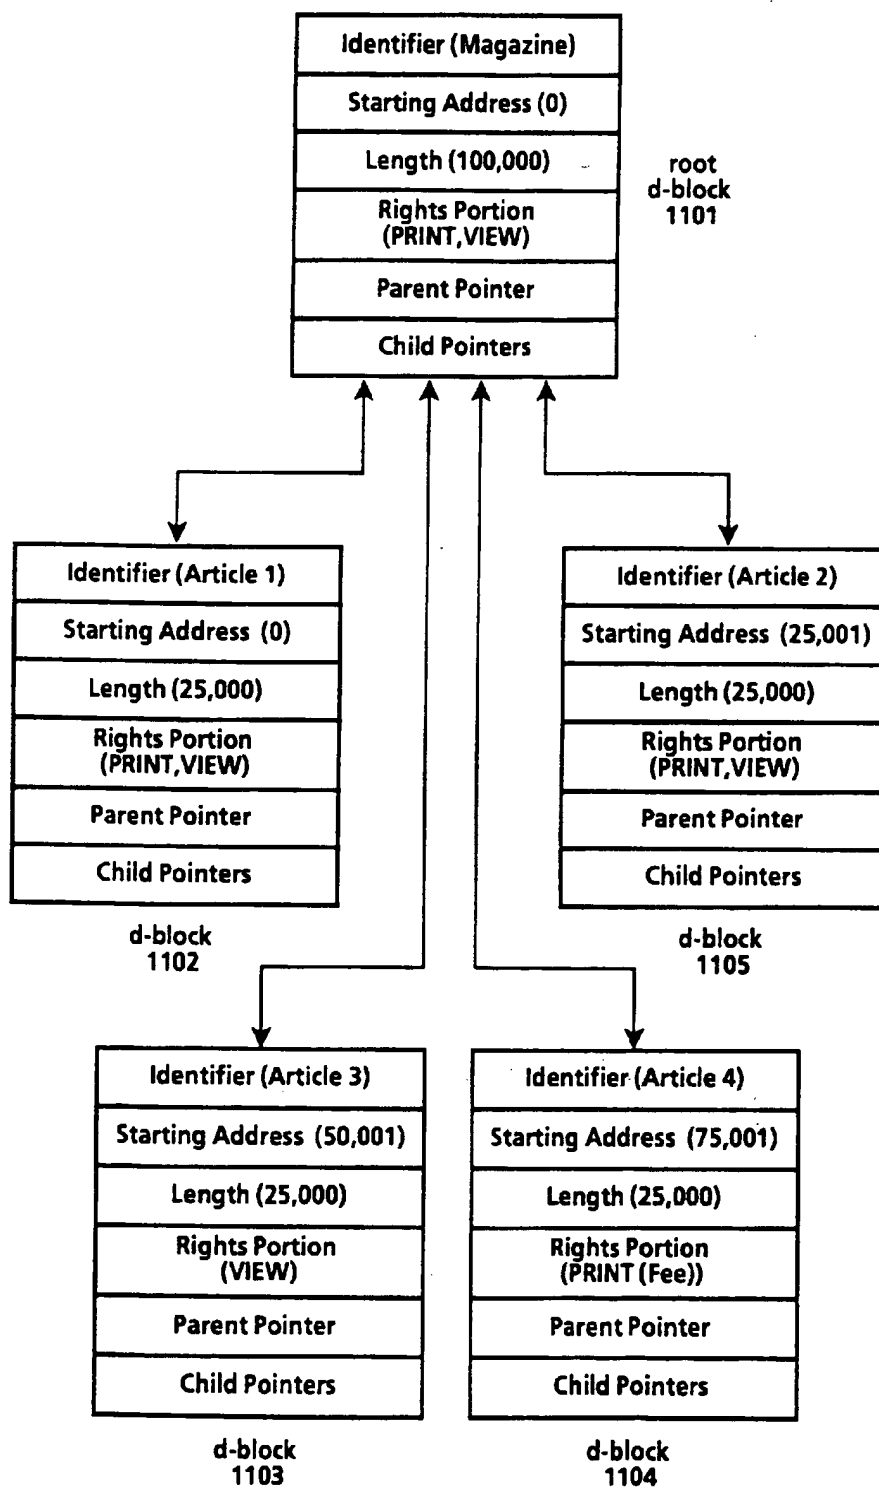 Identifier (Magazine)
Starting Address (0)
Length (100,000)
Rights Portion
(PRINT,VIEW)
Parent Pointer
Child Pointers
root
d-block
1101
Identifier (Article 1)
Starting Address (0)
Length (25,000)
Rights Portion
(PRINT,VIEW)
Parent Pointer
Child Pointers
d-block
1102
Identifier (Article 2)
Starting Address (25,001)
Length (25,000)
Rights Portion
(PRINT,VIEW)
Parent Pointer
Child Pointers
d-block
1105
Identifier (Article 3)
Starting Address (50,001)
Length (25,000)
Rights Portion
(VIEW)
Parent Pointer
Child Pointers
d-block
1103
Identifier (Article 4)
Starting Address (75,001)
Length (25,000)
Rights Portion
(PRINT (Fee))
Parent Pointer
Child Pointers
d-block
1104